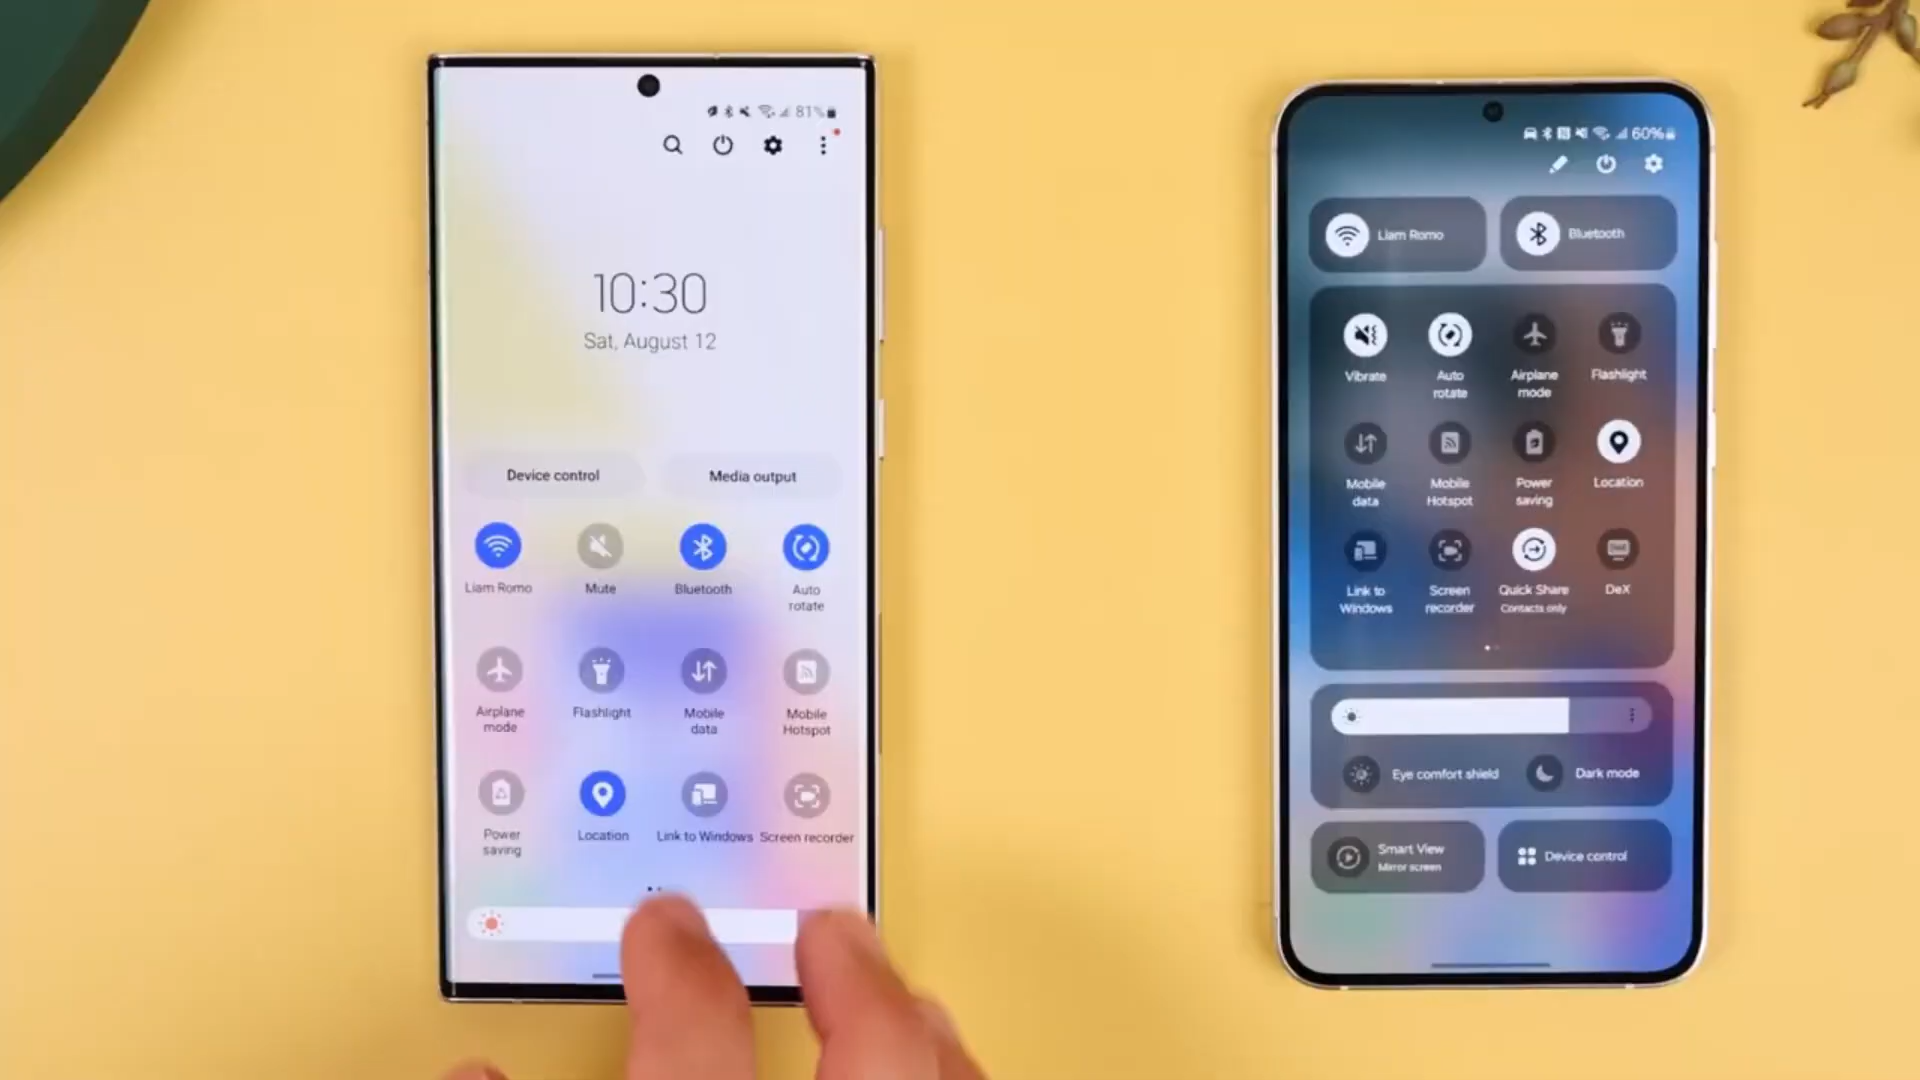 81%
10:30
Sat, August 12
Device control
Media output
Liam Romo
Mute
Bluetooth
Auto
rotate
Airplane
mode
Flashlight
Mobile
data
Mobile
Hotspot
Power
saving
Location
Link to Windows
Screen recorder
60%
Liam Romo
Bluetooth
Vibrate
Auto
rotate
Airplane
mode
Flashlight
Mobile
data
Mobile
Hotspot
Power
saving
Location
Link to
Windows
Screen
recorder
Quick Share
Contacts only
DeX
Eye comfort shield
Dark mode
Smart View
Mirror screen
Device control